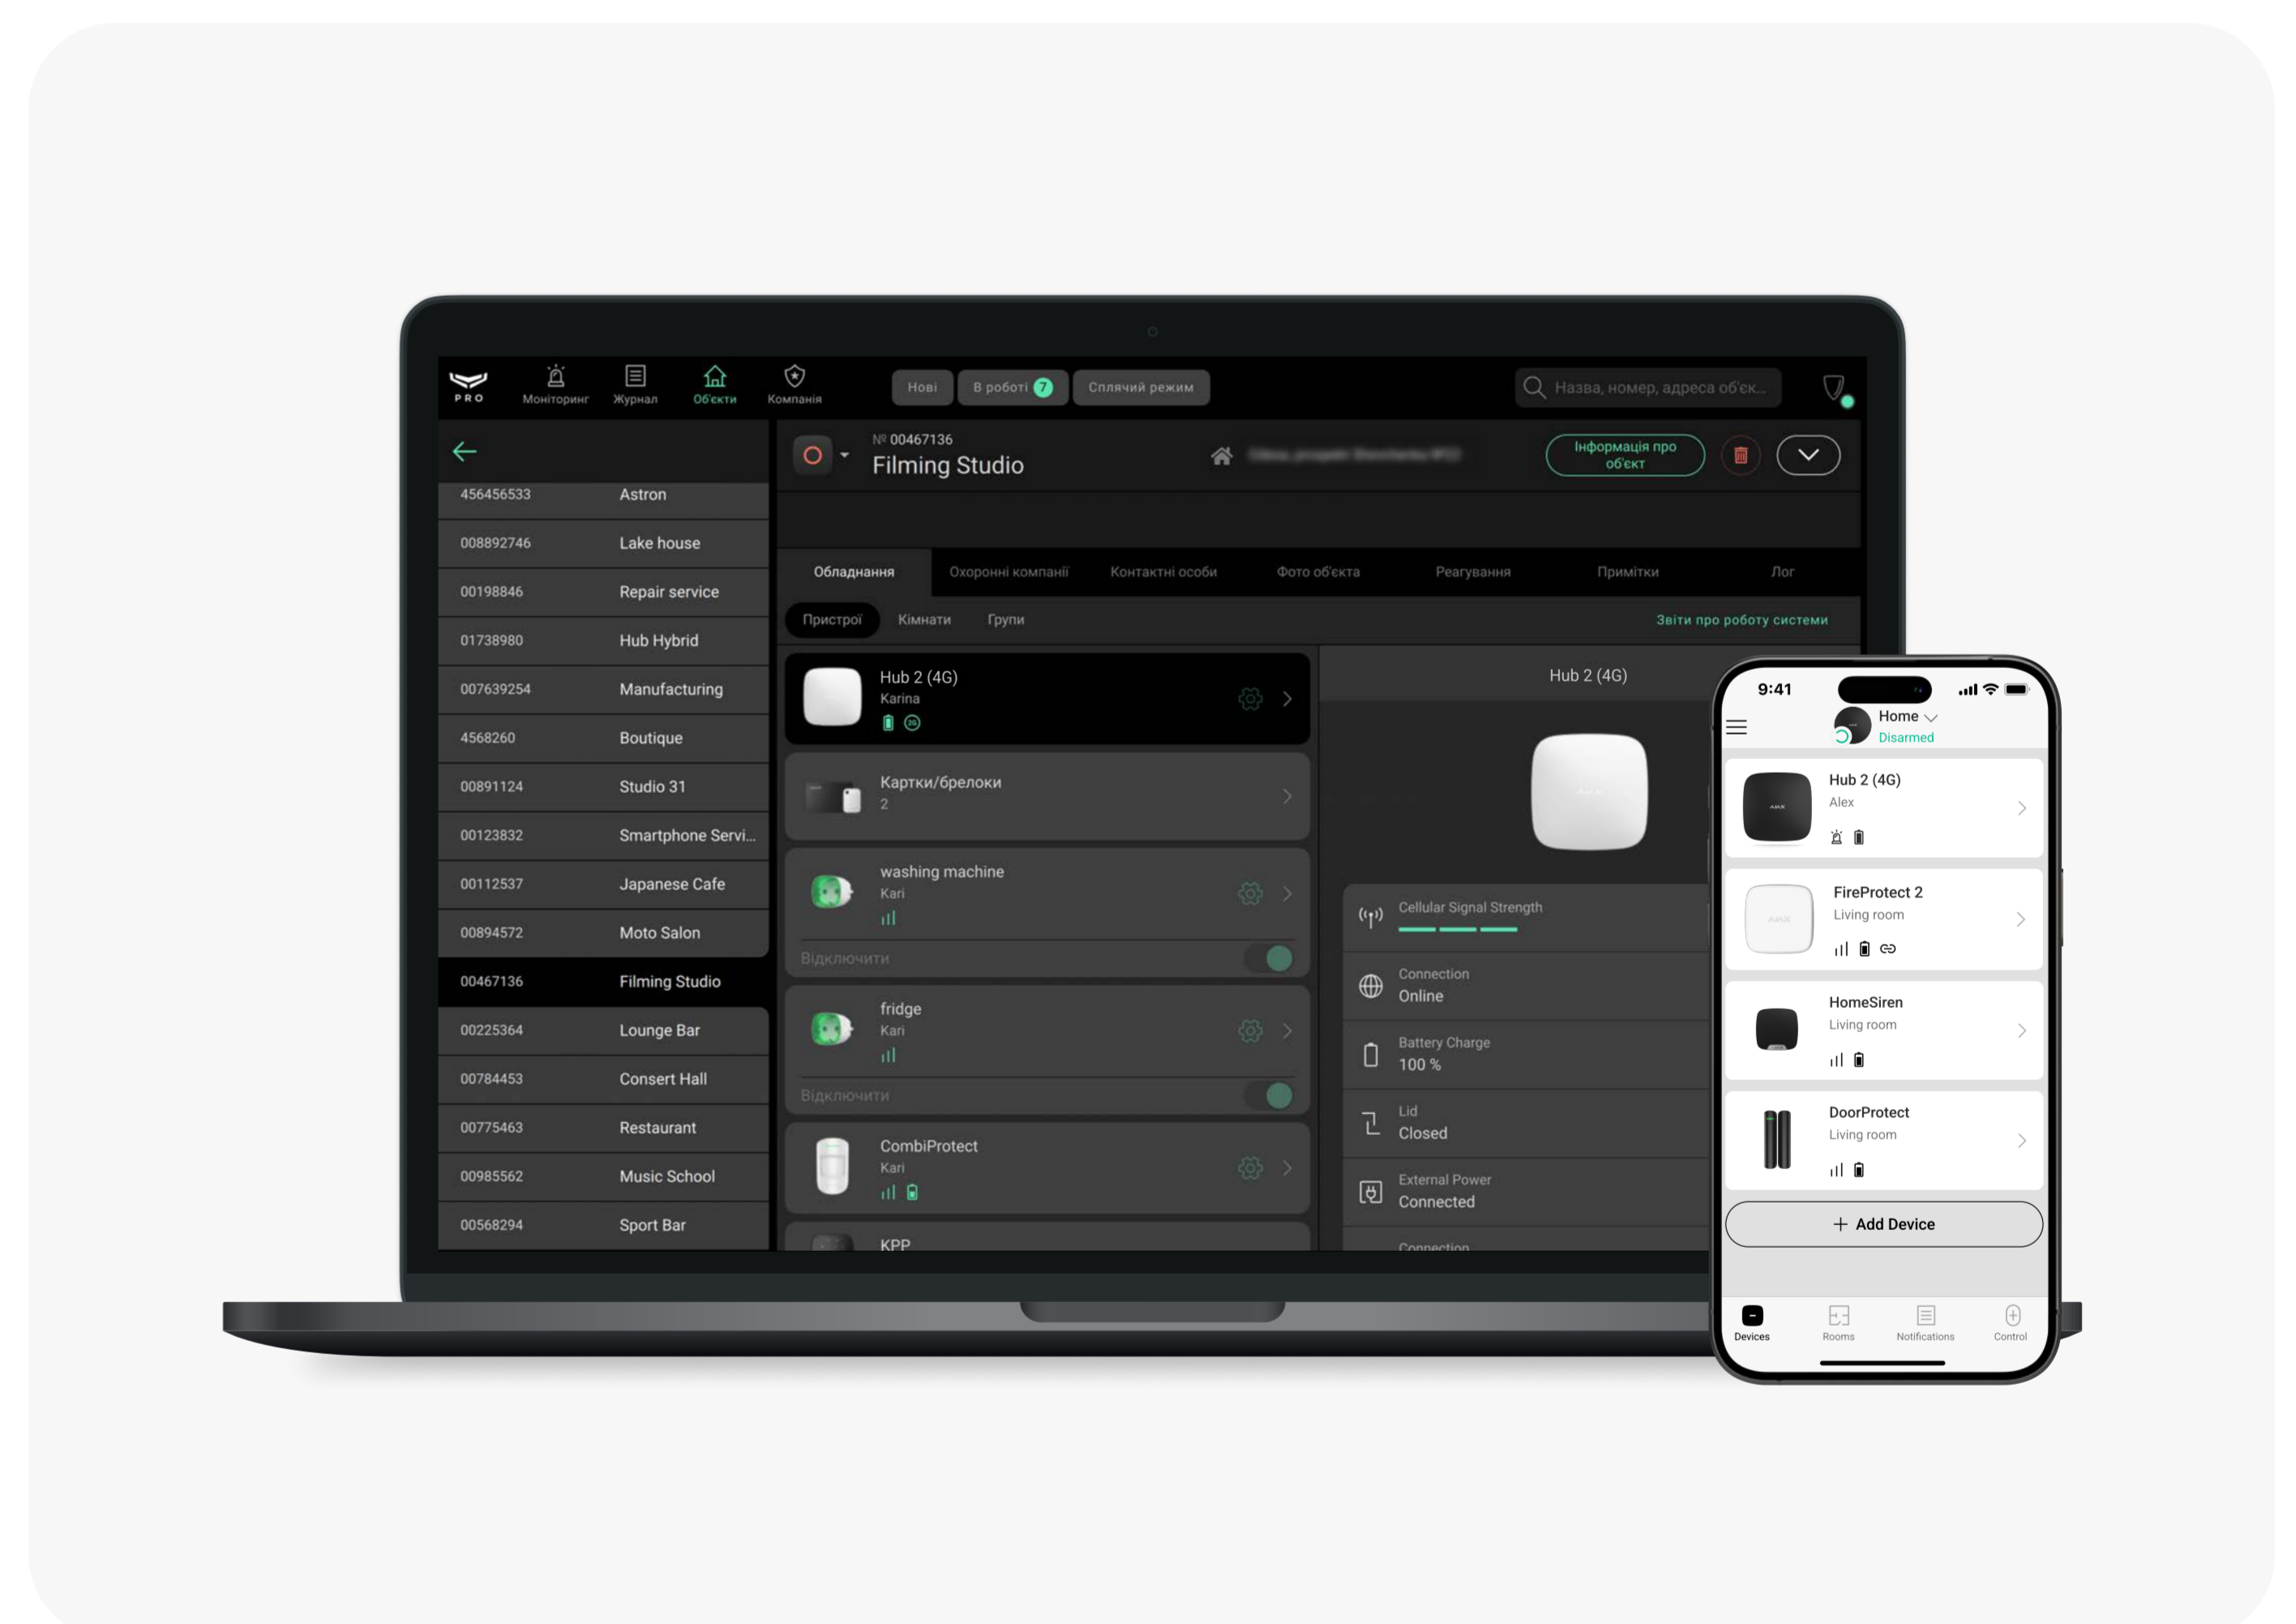 PRO
Моніторинг
Журнал
Об'єкти
Компанія
Нові
В роботі 7
Сплячий режим
Назва, номер, адреса об'єк...
№ 00467136
Filming Studio
Інформація про
об'єкт
456456533 Astron
008892746 Lake house
00198846 Repair service
01738980 Hub Hybrid
007639254 Manufacturing
4568260 Boutique
00891124 Studio 31
00123832 Smartphone Servi...
00112537 Japanese Cafe
00894572 Moto Salon
00467136 Filming Studio
00225364 Lounge Bar
00784453 Consert Hall
00775463 Restaurant
00985562 Music School
00568294 Sport Bar
Обладнання
Охоронні компанії
Контактні особи
Фото об'єкта
Реагування
Примітки
Лог
Пристрої
Кімнати
Групи
Звіти про роботу системи
Hub 2 (4G)
Karina
2G
Картки/брелоки
2
washing machine
Kari
Відключити
fridge
Kari
Відключити
CombiProtect
Kari
KPP
Hub 2 (4G)
Cellular Signal Strength
Connection
Online
Battery Charge
100 %
Lid
Closed
External Power
Connected
Connection
9:41
Home
Disarmed
Hub 2 (4G)
Alex
AJAX
FireProtect 2
Living room
AJAX
HomeSiren
Living room
DoorProtect
Living room
+ Add Device
Devices
Rooms
Notifications
Control